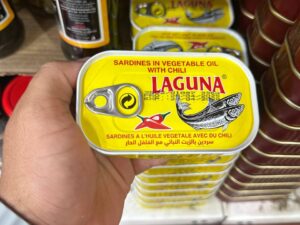 SARDINES IN VEGETABLE OIL
WITH CHILI
LAGUNA®
SARDINES A L'HUILE VEGETALE AVEC DU CHILI
سردين بالزيت النباتي مع الفلفل الحار
LAGUNA